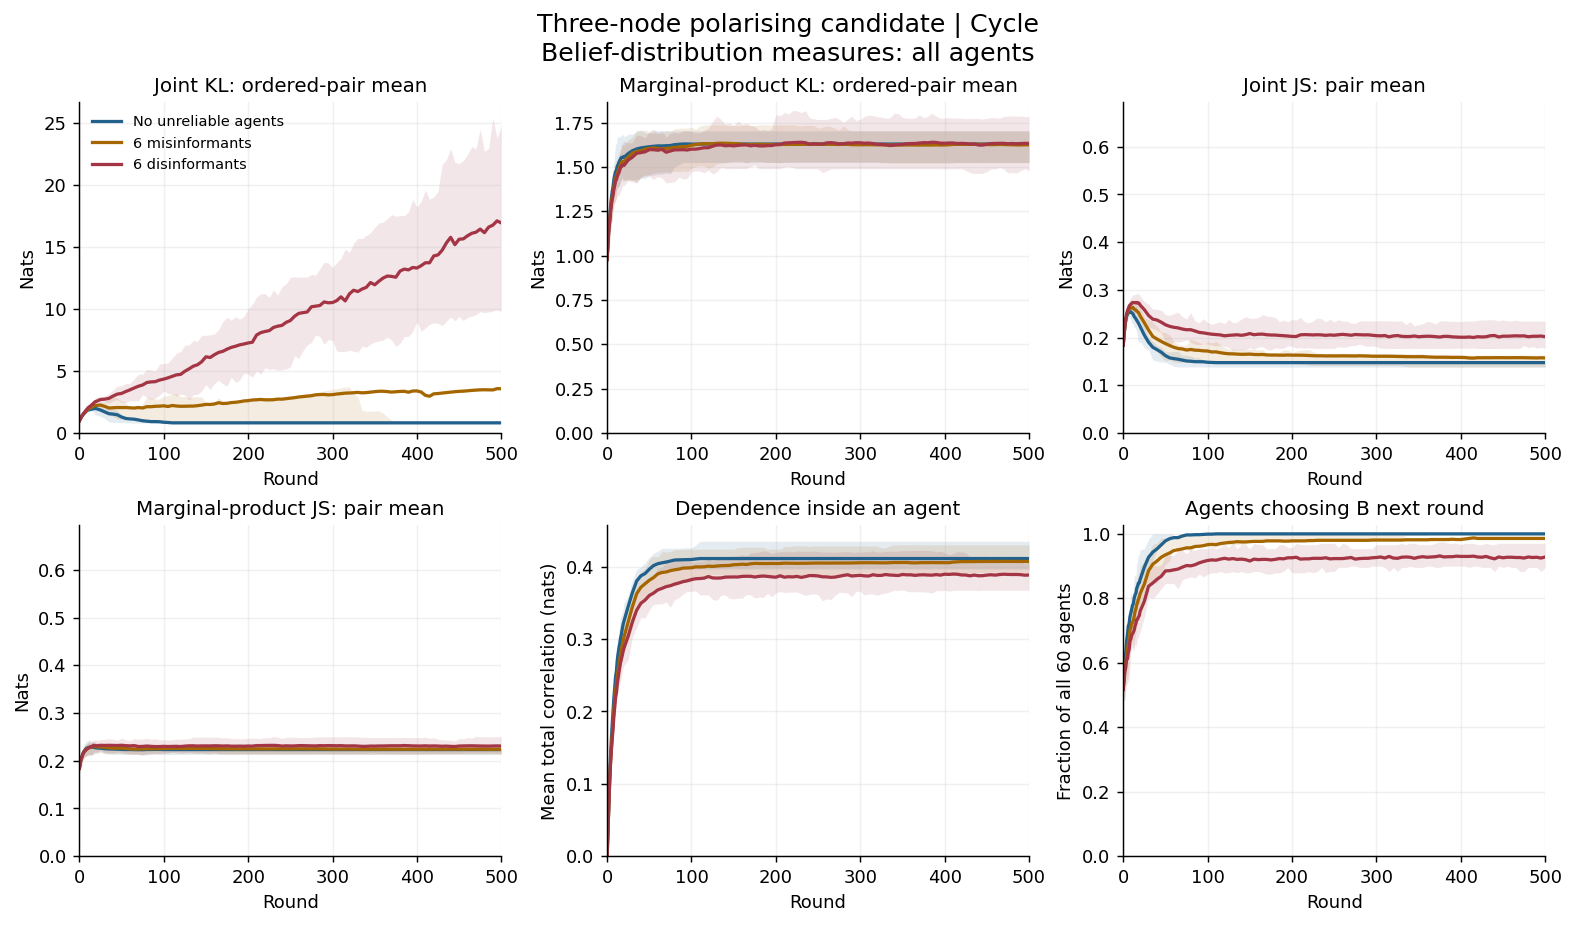 Three-node polarising candidate | Cycle
Belief-distribution measures: all agents
Joint KL: ordered-pair mean
Nats
25
20
15
10
5
0
0 100 200 300 400 500
Round
No unreliable agents
6 misinformants
6 disinformants
Marginal-product KL: ordered-pair mean
Nats
1.75
1.50
1.25
1.00
0.75
0.50
0.25
0.00
0 100 200 300 400 500
Round
Joint JS: pair mean
Nats
0.6
0.5
0.4
0.3
0.2
0.1
0.0
0 100 200 300 400 500
Round
Marginal-product JS: pair mean
Nats
0.6
0.5
0.4
0.3
0.2
0.1
0.0
0 100 200 300 400 500
Round
Dependence inside an agent
Mean total correlation (nats)
0.4
0.3
0.2
0.1
0.0
0 100 200 300 400 500
Round
Agents choosing B next round
Fraction of all 60 agents
1.0
0.8
0.6
0.4
0.2
0.0
0 100 200 300 400 500
Round